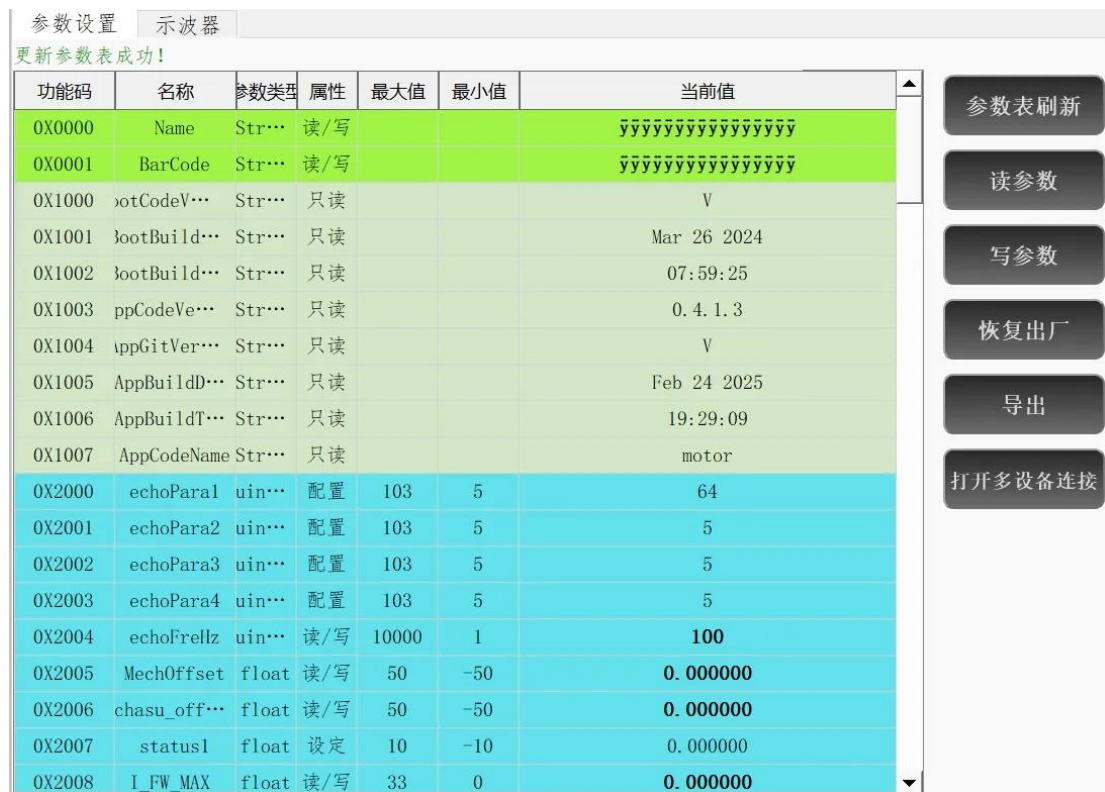 参数设置 示波器
更新参数表成功!
功能码 名称 参数类型 属性 最大值 最小值 当前值
0X0000 Name Str··· 读/写 ÿÿÿÿÿÿÿÿÿÿÿÿÿÿÿÿ
0X0001 BarCode Str··· 读/写 ÿÿÿÿÿÿÿÿÿÿÿÿÿÿÿÿ
0X1000 ootCodeV··· Str··· 只读 V
0X1001 BootBuild··· Str··· 只读 Mar 26 2024
0X1002 BootBuild··· Str··· 只读 07:59:25
0X1003 ppCodeVe··· Str··· 只读 0.4.1.3
0X1004 AppGitVer··· Str··· 只读 V
0X1005 AppBuildD··· Str··· 只读 Feb 24 2025
0X1006 AppBuildT··· Str··· 只读 19:29:09
0X1007 AppCodeName Str··· 只读 motor
0X2000 echoPara1 uin··· 配置 103 5 64
0X2001 echoPara2 uin··· 配置 103 5 5
0X2002 echoPara3 uin··· 配置 103 5 5
0X2003 echoPara4 uin··· 配置 103 5 5
0X2004 echoFreHz uin··· 读/写 10000 1 100
0X2005 MechOffset float 读/写 50 -50 0.000000
0X2006 chasu_off··· float 读/写 50 -50 0.000000
0X2007 status1 float 设定 10 -10 0.000000
0X2008 I_FW_MAX float 读/写 33 0 0.000000
参数表刷新
读参数
写参数
恢复出厂
导出
打开多设备连接